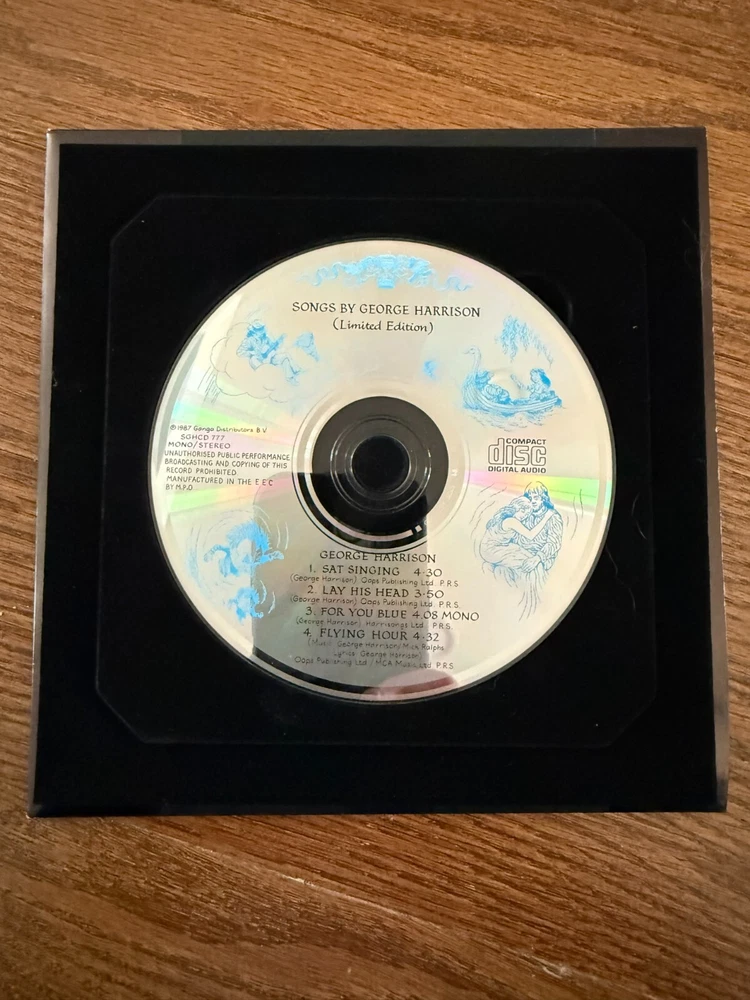 SONGS BY GEORGE HARRISON
(Limited Edition)
℗ 1987 Ganga Distributors B V
SGHCD 777
MONO/STEREO
UNAUTHORISED PUBLIC PERFORMANCE
BROADCASTING AND COPYING OF THIS
RECORD PROHIBITED.
MANUFACTURED IN THE E E C
BY M.P.O
COMPACT
disc
DIGITAL AUDIO
GEORGE HARRISON
1. SAT SINGING 4·30
(George Harrison) Oops Publishing Ltd. P.R.S.
2. LAY HIS HEAD 3·50
(George Harrison) Oops Publishing Ltd. P.R.S.
3. FOR YOU BLUE 4.08 MONO
(George Harrison) Harrisongs Ltd. P.R.S.
4. FLYING HOUR 4·32
(Music: George Harrison/Mick Ralphs
Lyrics: George Harrison)
Oops Publishing Ltd / MCA Music Ltd P.R.S